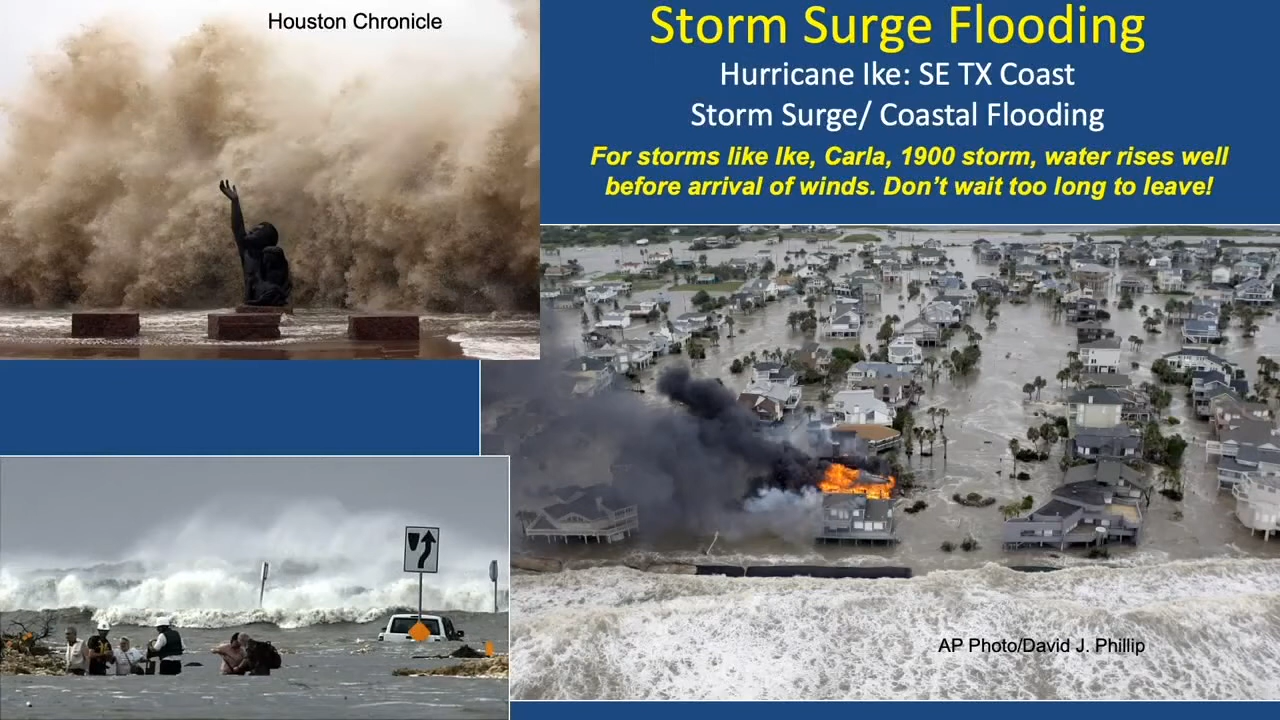 Houston Chronicle
Storm Surge Flooding
Hurricane Ike: SE TX Coast
Storm Surge/ Coastal Flooding
For storms like Ike, Carla, 1900 storm, water rises well
before arrival of winds. Don’t wait too long to leave!
AP Photo/David J. Phillip